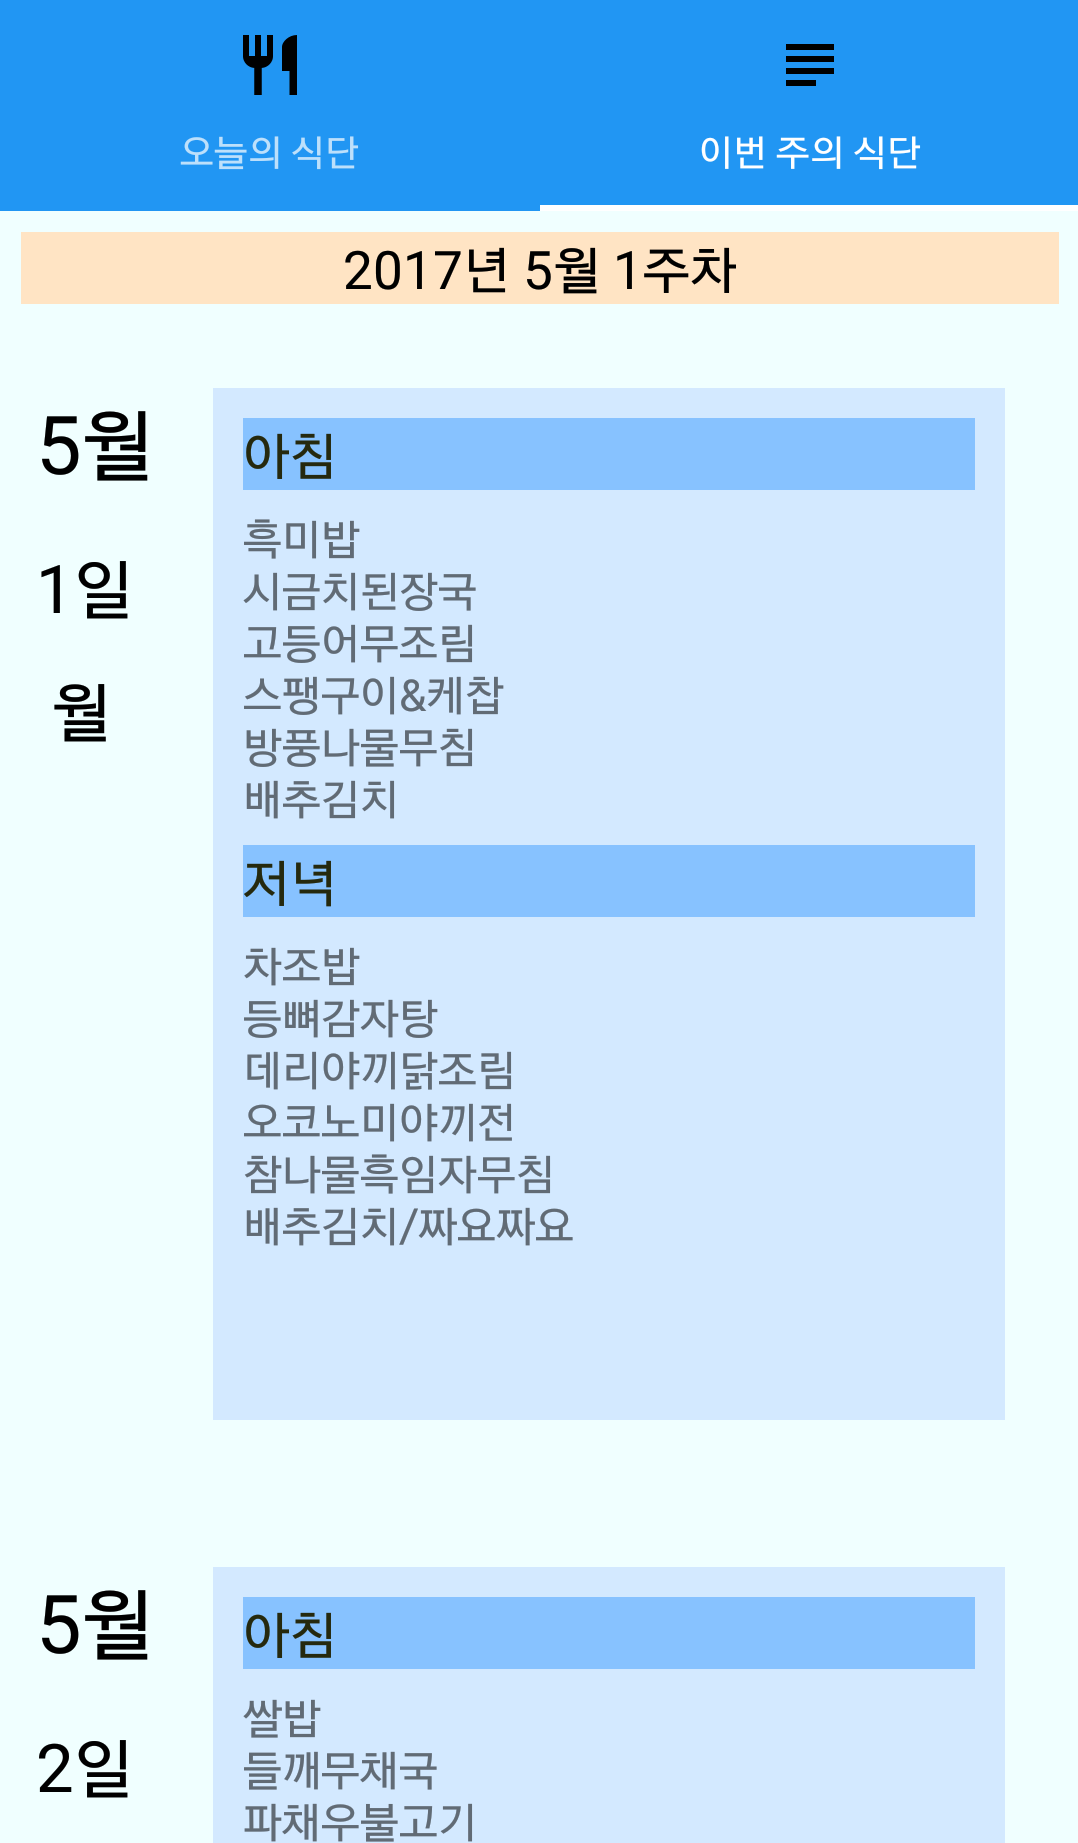 오늘의 식단
이번 주의 식단
2017년 5월 1주차
5월
1일
월
아침
흑미밥
시금치된장국
고등어무조림
스팽구이&케찹
방풍나물무침
배추김치
저녁
차조밥
등뼈감자탕
데리야끼닭조림
오코노미야끼전
참나물흑임자무침
배추김치/짜요짜요
5월
2일
아침
쌀밥
들깨무채국
파채우불고기